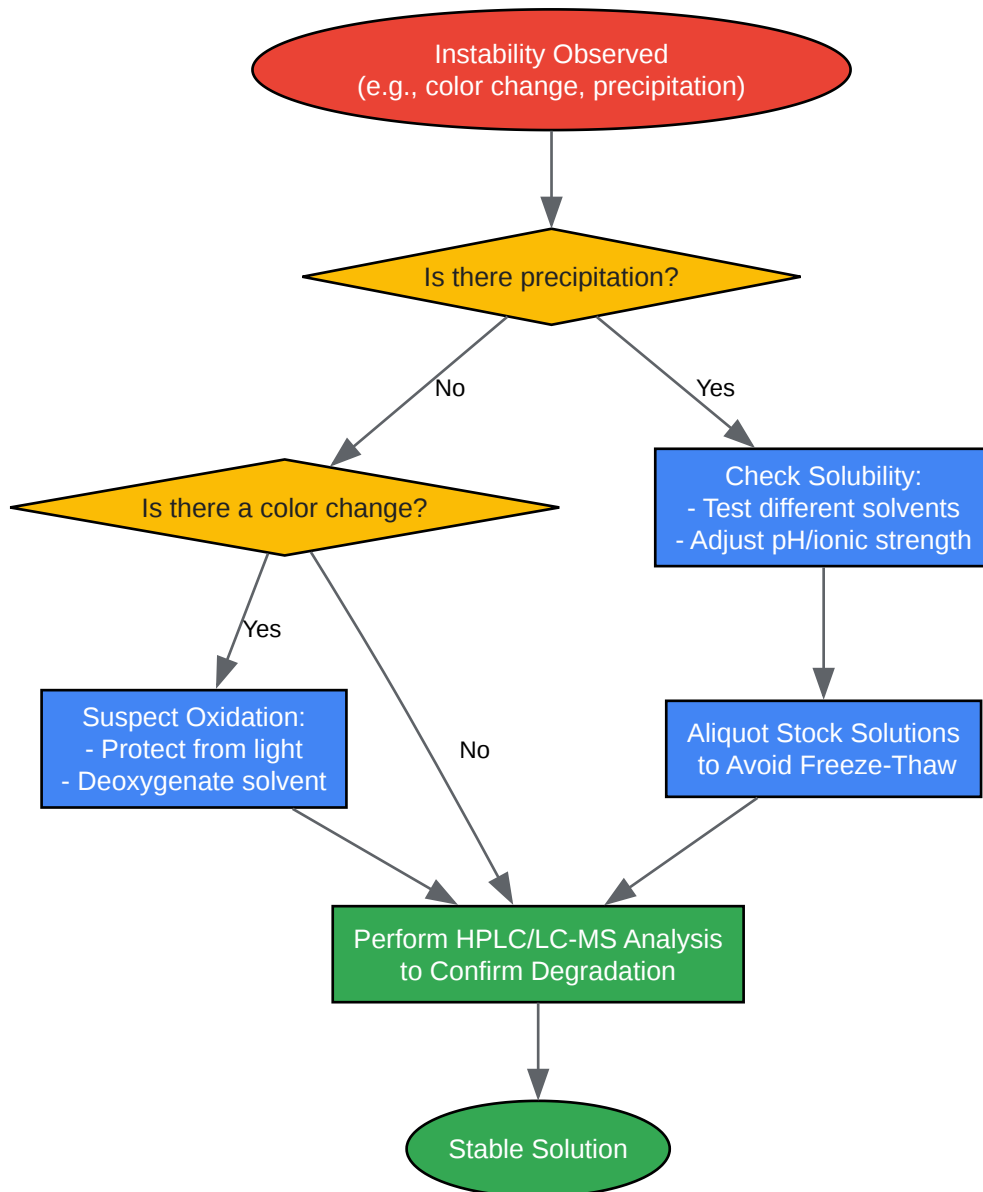 Instability Observed
(e.g., color change, precipitation)
Is there precipitation?
No
Yes
Is there a color change?
Check Solubility:
- Test different solvents
- Adjust pH/ionic strength
Yes
No
Suspect Oxidation:
- Protect from light
- Deoxygenate solvent
Aliquot Stock Solutions
to Avoid Freeze-Thaw
Perform HPLC/LC-MS Analysis
to Confirm Degradation
Stable Solution